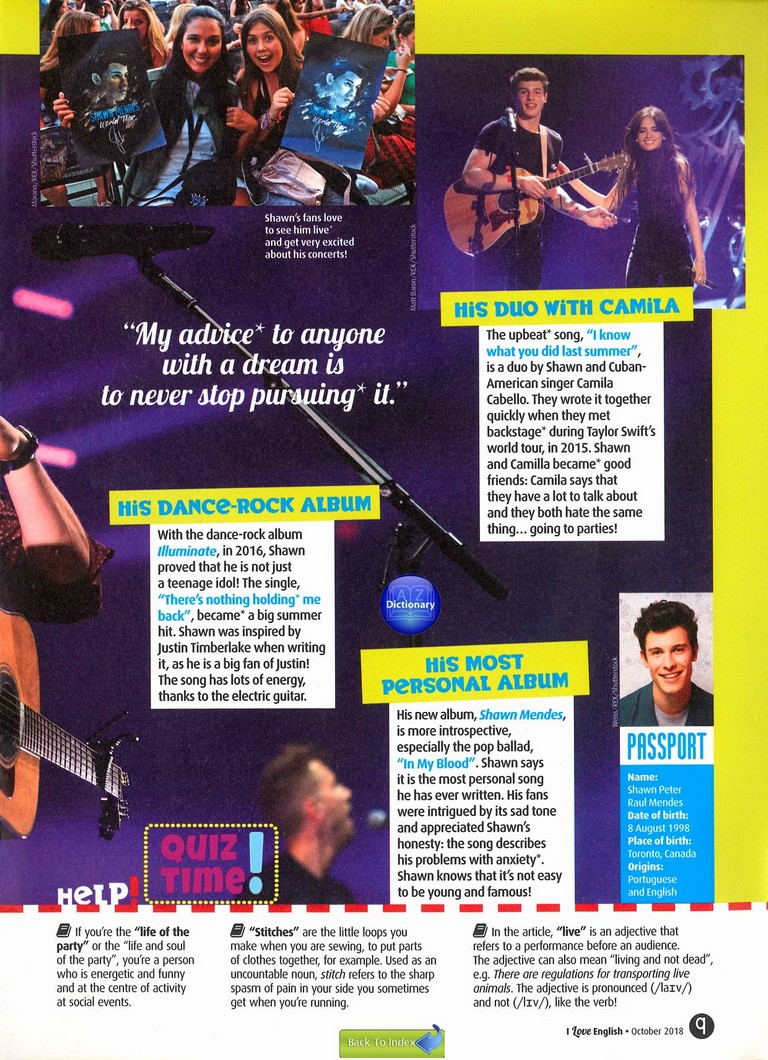 SHAWN MENDES
World Tour
Masano/REX/Shutterstock
Shawn's fans love
to see him live*
and get very excited
about his concerts!
Matt Baron/REX/Shutterstock
"My advice* to anyone
with a dream is
to never stop pursuing* it."
HiS DUO WiTH CAMiLA
The upbeat* song, "I know
what you did last summer",
is a duo by Shawn and Cuban-
American singer Camila
Cabello. They wrote it together
quickly when they met
backstage* during Taylor Swift's
world tour, in 2015. Shawn
and Camilla became* good
friends: Camila says that
they have a lot to talk about
and they both hate the same
thing... going to parties!
HiS DANCe-ROCK ALBUM
With the dance-rock album
Illuminate, in 2016, Shawn
proved that he is not just
a teenage idol! The single,
"There's nothing holding* me
back", became* a big summer
hit. Shawn was inspired by
Justin Timberlake when writing
it, as he is a big fan of Justin!
The song has lots of energy,
thanks to the electric guitar.
A Z
Dictionary
HiS MOST
PeRSONAL ALBUM
His new album, Shawn Mendes,
is more introspective,
especially the pop ballad,
"In My Blood". Shawn says
it is the most personal song
he has ever written. His fans
were intrigued by its sad tone
and appreciated Shawn's
honesty: the song describes
his problems with anxiety*.
Shawn knows that it's not easy
to be young and famous!
Weiss/REX/Shutterstock
PASSPORT
Name:
Shawn Peter
Raul Mendes
Date of birth:
8 August 1998
Place of birth:
Toronto, Canada
Origins:
Portuguese
and English
QUIZ
TIME!
HeLP!
If you're the "life of the
party" or the "life and soul
of the party", you're a person
who is energetic and funny
and at the centre of activity
at social events.
"Stitches" are the little loops you
make when you are sewing, to put parts
of clothes together, for example. Used as an
uncountable noun, stitch refers to the sharp
spasm of pain in your side you sometimes
get when you're running.
In the article, "live" is an adjective that
refers to a performance before an audience.
The adjective can also mean "living and not dead",
e.g. There are regulations for transporting live
animals. The adjective is pronounced (/laɪv/)
and not (/lɪv/), like the verb!
I Love English • October 2018 9
Back To Index